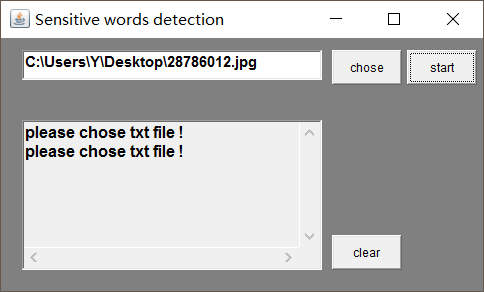 Sensitive words detection
C:\Users\Y\Desktop\28786012.jpg
chose
start
please chose txt file !
please chose txt file !
clear